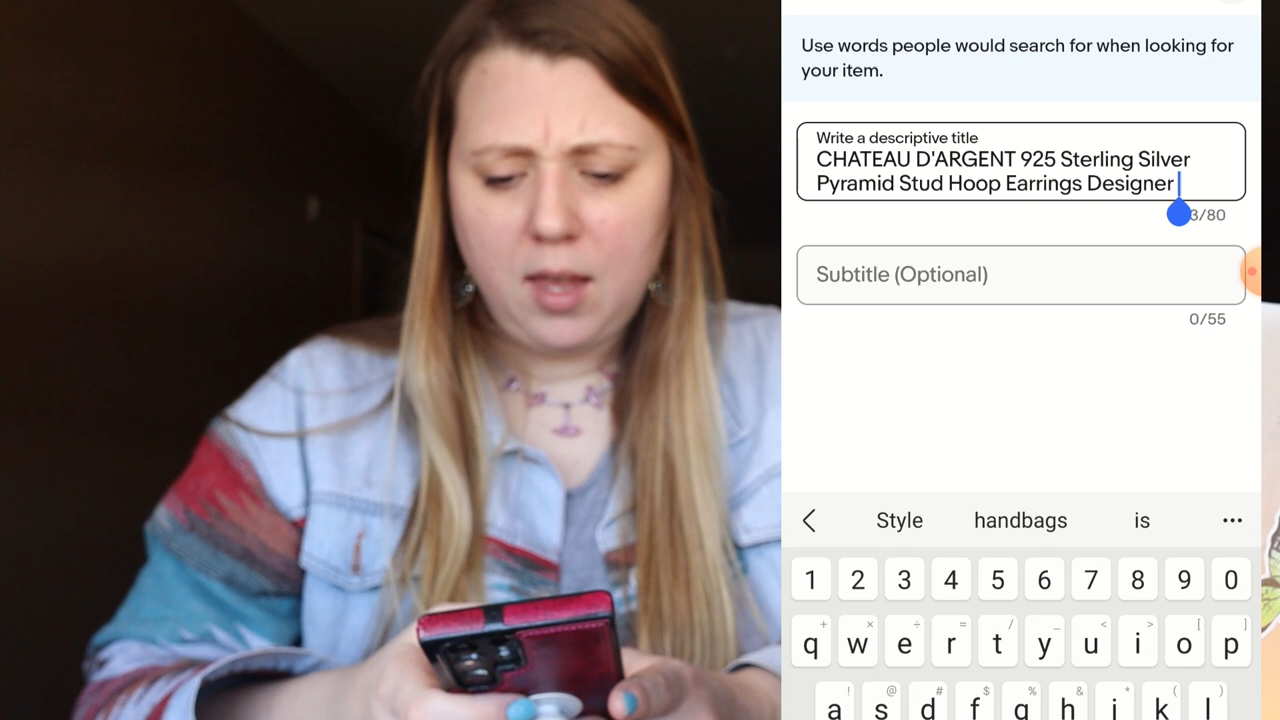 Use words people would search for when looking for
your item.
Write a descriptive title
CHATEAU D'ARGENT 925 Sterling Silver
Pyramid Stud Hoop Earrings Designer
3/80
Subtitle (Optional)
0/55
Style handbags is ...
1 2 3 4 5 6 7 8 9 0
+ × ÷ = / _ < > [ ]
q w e r t y u i o p
! @ # $ % & * ( )
a s d f g h j k l